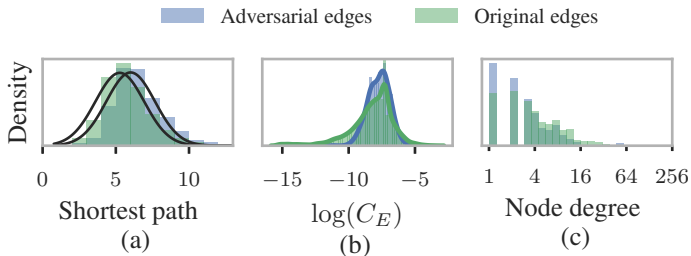 Adversarial edges Original edges
Density
0 5 10
−15 −10 −5
1 4 16 64 256
Shortest path
log(C_E)
Node degree
(a)
(b)
(c)